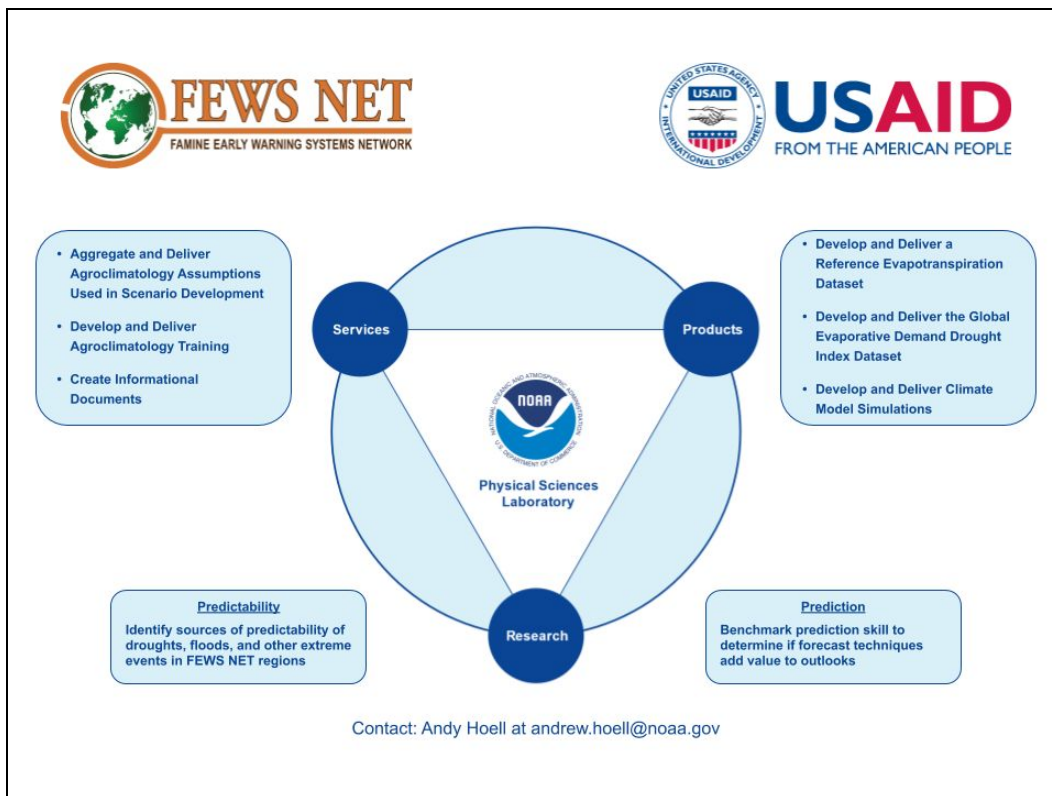 FEWS NET
FAMINE EARLY WARNING SYSTEMS NETWORK
UNITED STATES AGENCY
USAID
INTERNATIONAL DEVELOPMENT
USAID
FROM THE AMERICAN PEOPLE
• Aggregate and Deliver
Agroclimatology Assumptions
Used in Scenario Development
• Develop and Deliver
Agroclimatology Training
• Create Informational
Documents
• Develop and Deliver a
Reference Evapotranspiration
Dataset
• Develop and Deliver the Global
Evaporative Demand Drought
Index Dataset
• Develop and Deliver Climate
Model Simulations
Services
Products
NATIONAL OCEANIC AND ATMOSPHERIC ADMINISTRATION
NOAA
U.S. DEPARTMENT OF COMMERCE
Physical Sciences
Laboratory
Research
Predictability
Identify sources of predictability of
droughts, floods, and other extreme
events in FEWS NET regions
Prediction
Benchmark prediction skill to
determine if forecast techniques
add value to outlooks
Contact: Andy Hoell at andrew.hoell@noaa.gov